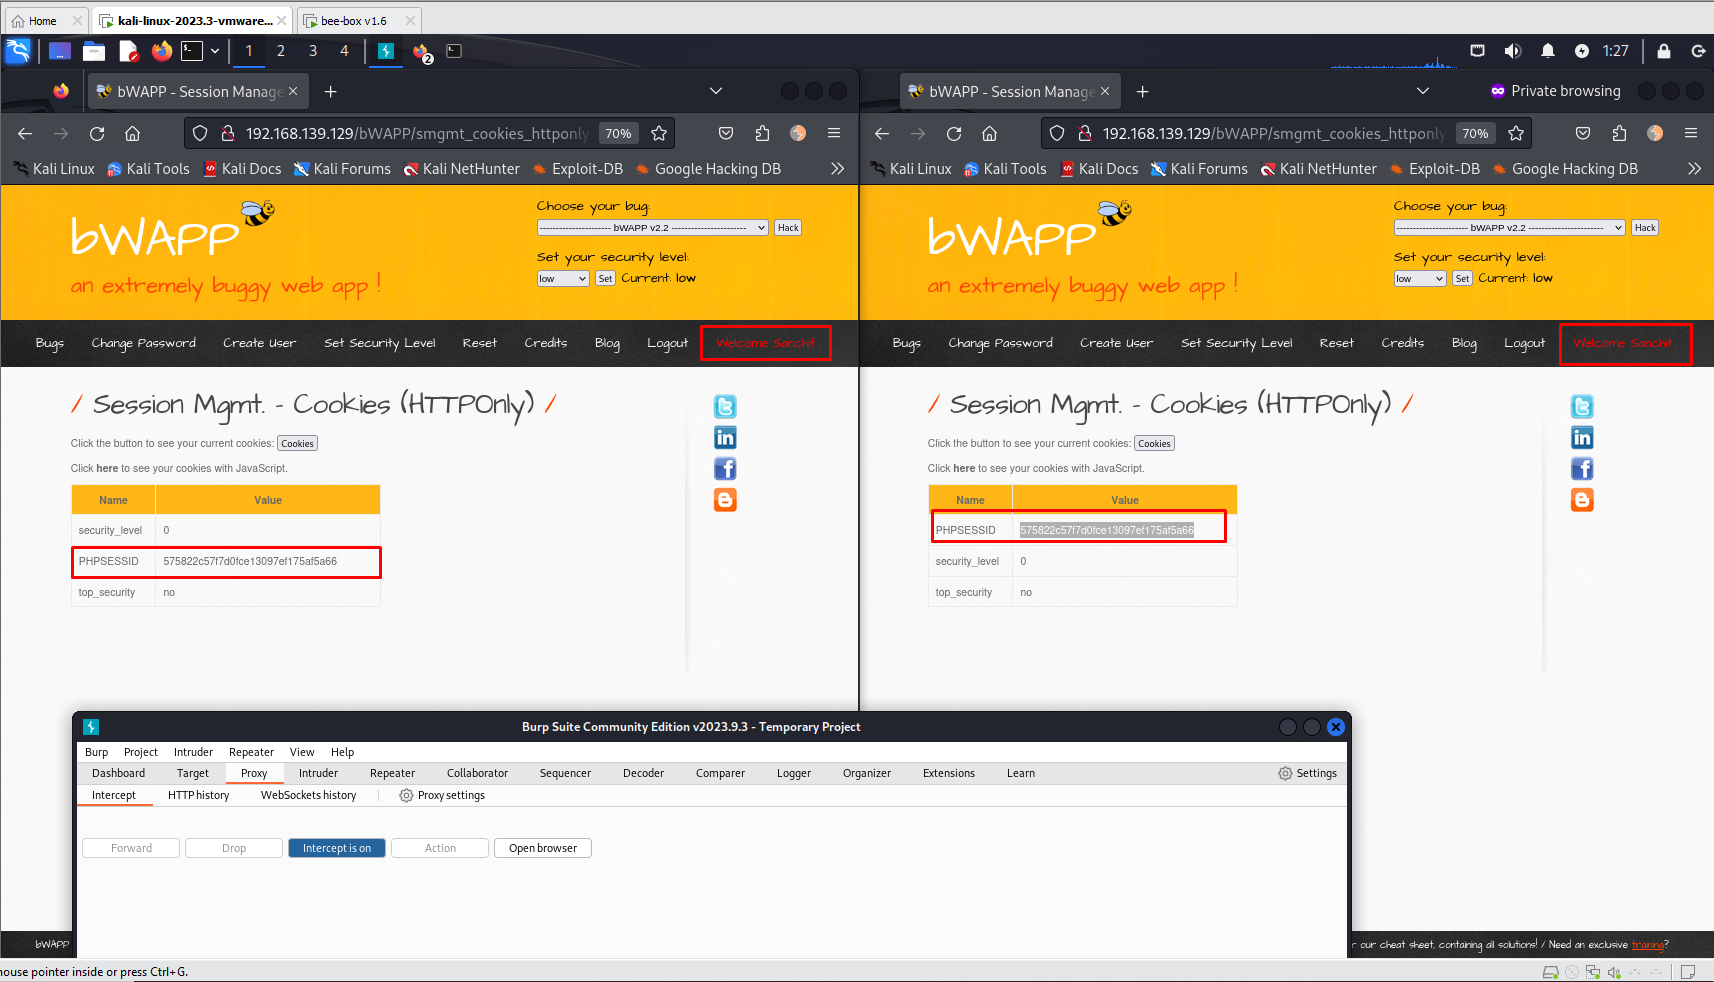 Home
kali-linux-2023.3-vmware...
bee-box v1.6
1 2 3 4
2
1:27
bWAPP - Session Manage
192.168.139.129/bWAPP/smgmt_cookies_httponly
70%
Kali Linux Kali Tools Kali Docs Kali Forums Kali NetHunter Exploit-DB Google Hacking DB
bWAPP
an extremely buggy web app !
Choose your bug:
---------------------- bWAPP v2.2 ----------------------- Hack
Set your security level:
low Set Current: low
Bugs Change Password Create User Set Security Level Reset Credits Blog Logout Welcome Sanchit
/ Session Mgmt. - Cookies (HTTPOnly) /
Click the button to see your current cookies: Cookies
Click here to see your cookies with JavaScript.
Name Value
security_level 0
PHPSESSID 575822c57f7d0fce13097ef175af5a66
top_security no
bWAPP
bWAPP - Session Manage
Private browsing
192.168.139.129/bWAPP/smgmt_cookies_httponly
70%
Kali Linux Kali Tools Kali Docs Kali Forums Kali NetHunter Exploit-DB Google Hacking DB
bWAPP
an extremely buggy web app !
Choose your bug:
---------------------- bWAPP v2.2 ----------------------- Hack
Set your security level:
low Set Current: low
Bugs Change Password Create User Set Security Level Reset Credits Blog Logout Welcome Sanchit
/ Session Mgmt. - Cookies (HTTPOnly) /
Click the button to see your current cookies: Cookies
Click here to see your cookies with JavaScript.
Name Value
PHPSESSID 575822c57f7d0fce13097ef175af5a66
security_level 0
top_security no
Burp Suite Community Edition v2023.9.3 - Temporary Project
Burp Project Intruder Repeater View Help
Dashboard Target Proxy Intruder Repeater Collaborator Sequencer Decoder Comparer Logger Organizer Extensions Learn Settings
Intercept HTTP history WebSockets history Proxy settings
Forward Drop Intercept is on Action Open browser
our cheat sheet, containing all solutions! / Need an exclusive training?
mouse pointer inside or press Ctrl+G.